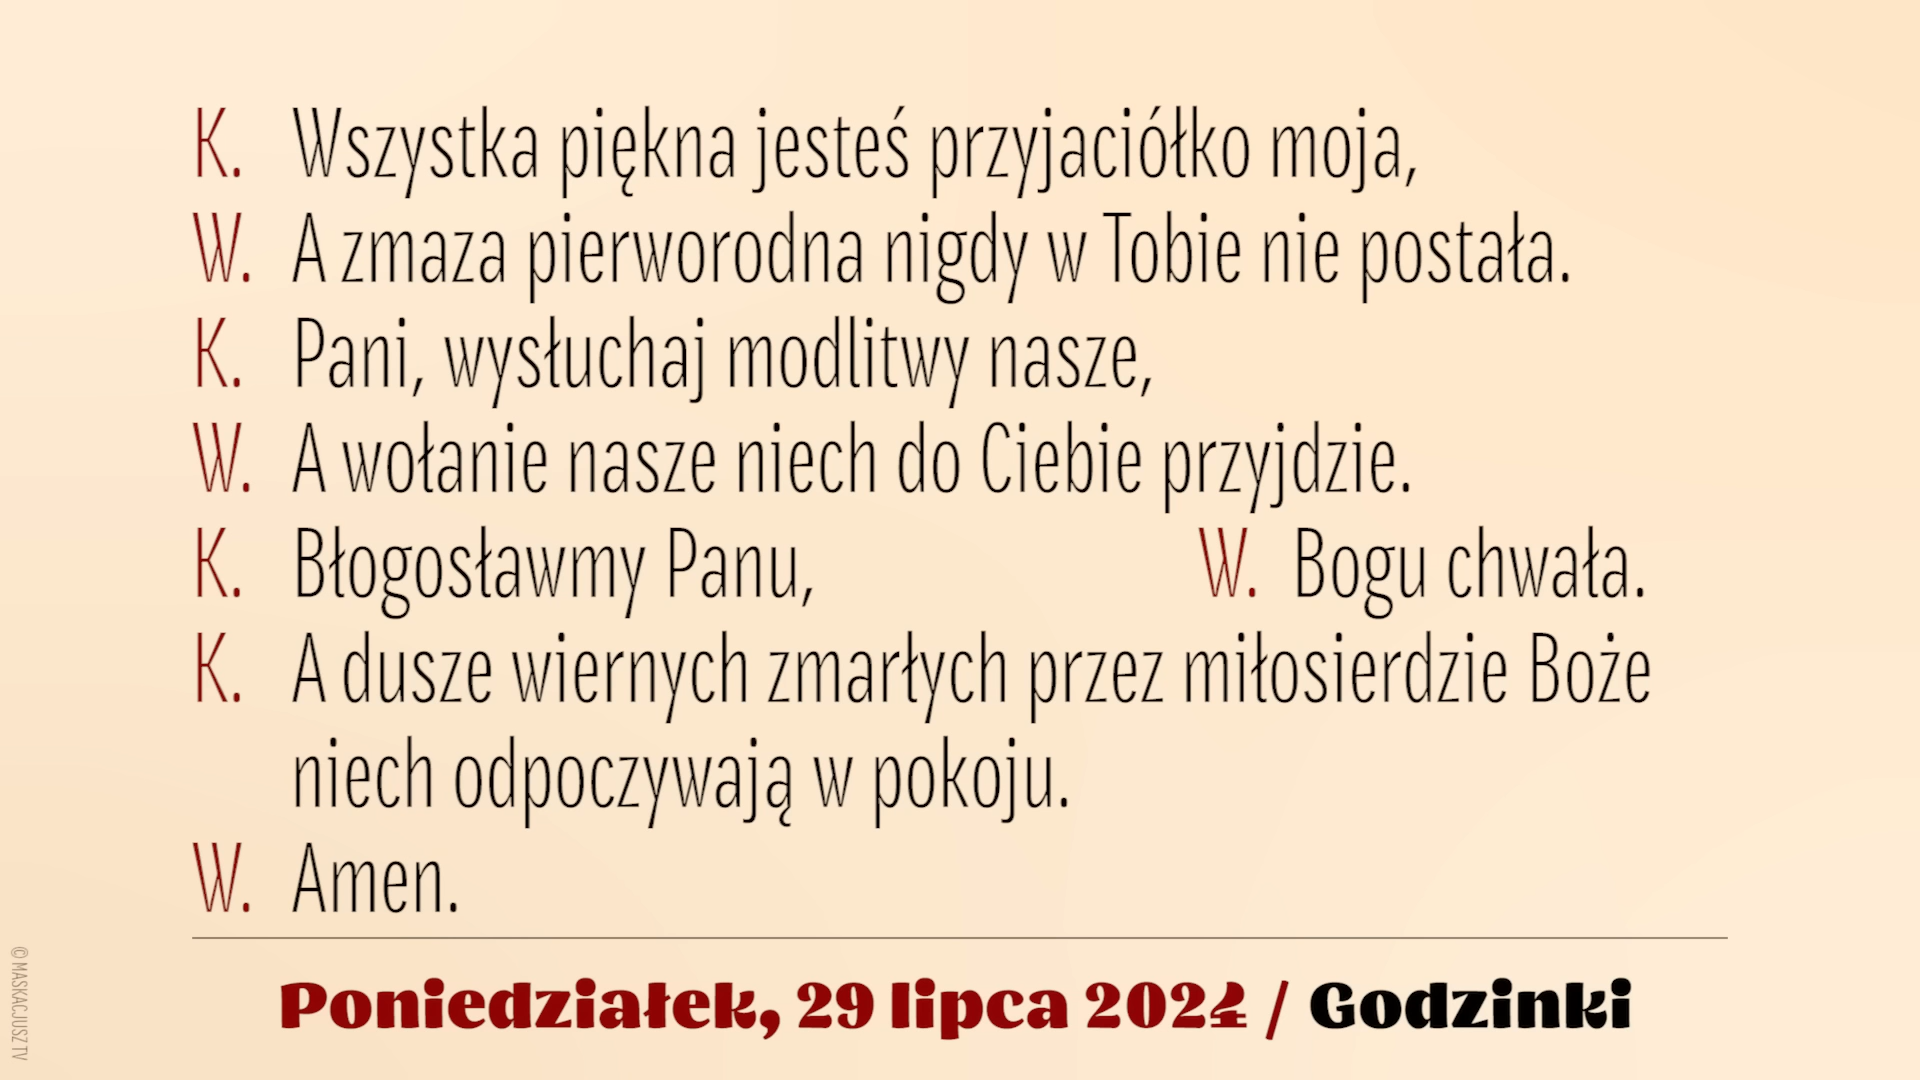 K. Wszystka piękna jesteś przyjaciółko moja,
W. A zmaza pierworodna nigdy w Tobie nie postała.
K. Pani, wysłuchaj modlitwy nasze,
W. A wołanie nasze niech do Ciebie przyjdzie.
K. Błogosławmy Panu, W. Bogu chwała.
K. A dusze wiernych zmarłych przez miłosierdzie Boże
niech odpoczywają w pokoju.
W. Amen.
Poniedziałek, 29 lipca 2024 / Godzinki
© MASKACJUSZ TV